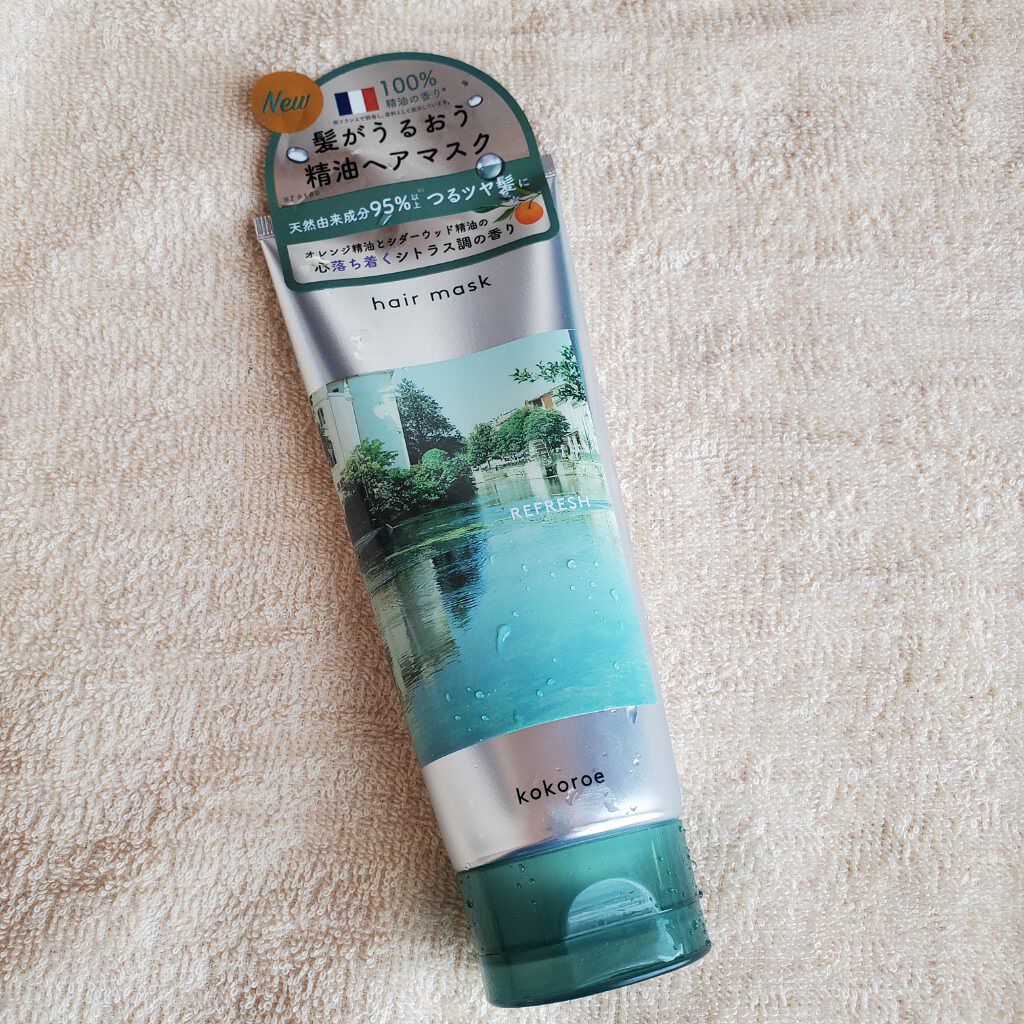 New
100%
精油の香り
髪がうるおう
精油ヘアマスク
天然由来成分95%以上 つるツヤ髪に
オレンジ精油とシダーウッド精油の
心落ち着くシトラス調の香り
hair mask
REFRESH
kokoroe